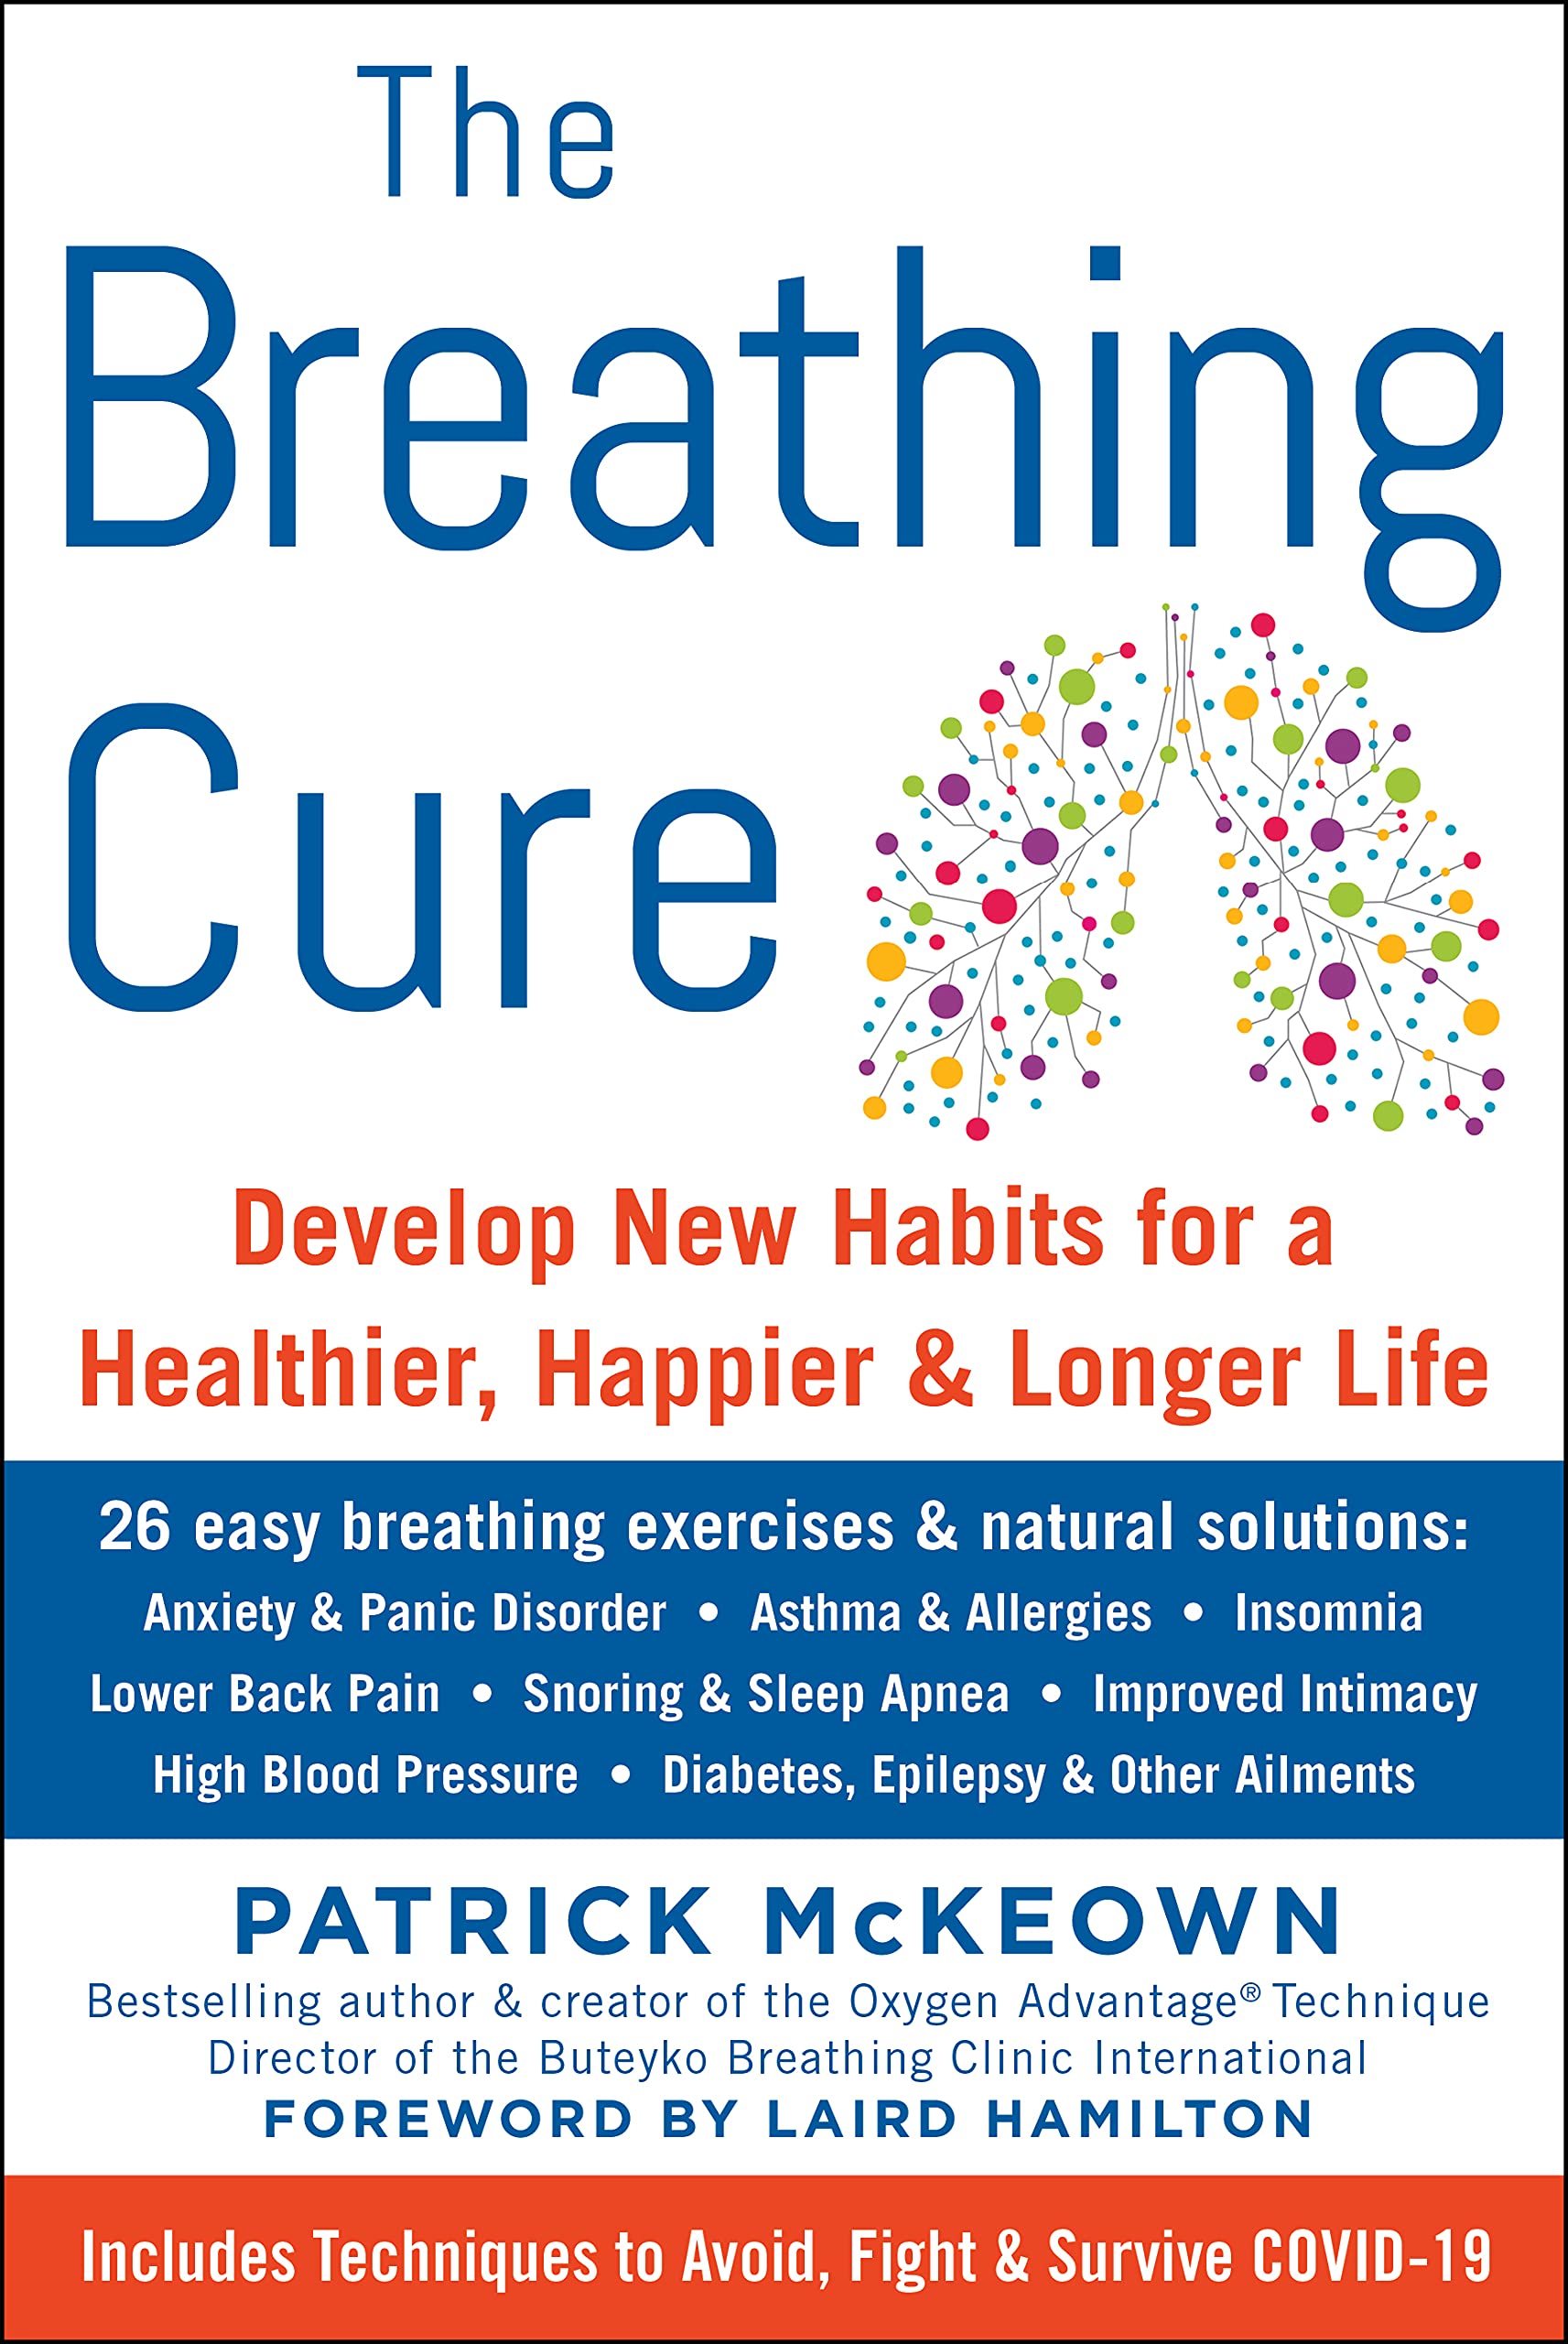 The
Breathing
Cure
Develop New Habits for a
Healthier, Happier & Longer Life
26 easy breathing exercises & natural solutions:
Anxiety & Panic Disorder • Asthma & Allergies • Insomnia
Lower Back Pain • Snoring & Sleep Apnea • Improved Intimacy
High Blood Pressure • Diabetes, Epilepsy & Other Ailments
PATRICK McKEOWN
Bestselling author & creator of the Oxygen Advantage® Technique
Director of the Buteyko Breathing Clinic International
FOREWORD BY LAIRD HAMILTON
Includes Techniques to Avoid, Fight & Survive COVID-19